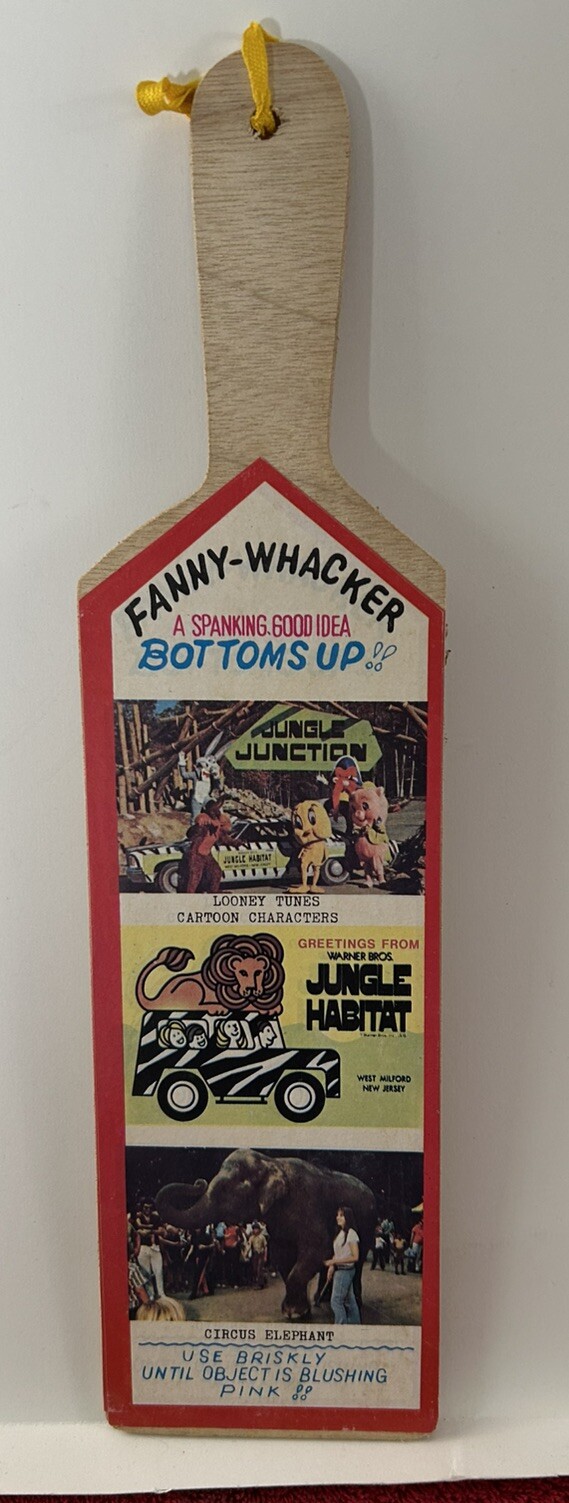 FANNY-WHACKER
A SPANKING GOOD IDEA
BOTTOMS UP!!
JUNGLE
JUNCTION
JUNGLE HABITAT
LOONEY TUNES
CARTOON CHARACTERS
GREETINGS FROM
WARNER BROS.
JUNGLE
HABITAT
WEST MILFORD
NEW JERSEY
CIRCUS ELEPHANT
USE BRISKLY
UNTIL OBJECT IS BLUSHING
PINK !!